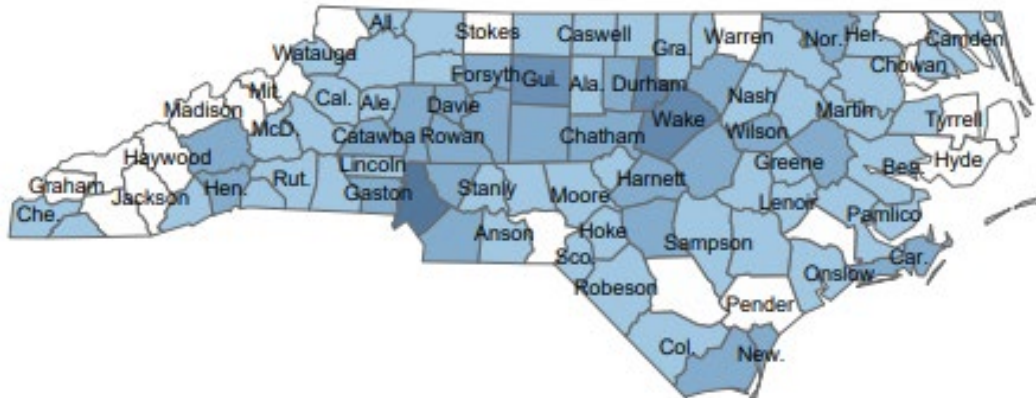 All.
Stokes
Caswell
Gra.
Warren
Nor.
Her.
Camden
Watauga
Chowan
Forsyth
Gui.
Ala.
Durham
Mit.
Madison
Cal.
Ale.
Davie
Nash
Martin
Tyrrell
McD.
Catawba
Rowan
Chatham
Wake
Wilson
Haywood
Lincoln
Greene
Bea.
Hyde
Graham
Jackson
Hen.
Rut.
Gaston
Stanly
Moore
Harnett
Lenoir
Pamlico
Che.
Anson
Hoke
Sampson
Car.
Sco.
Onslow
Robeson
Pender
Col.
New.